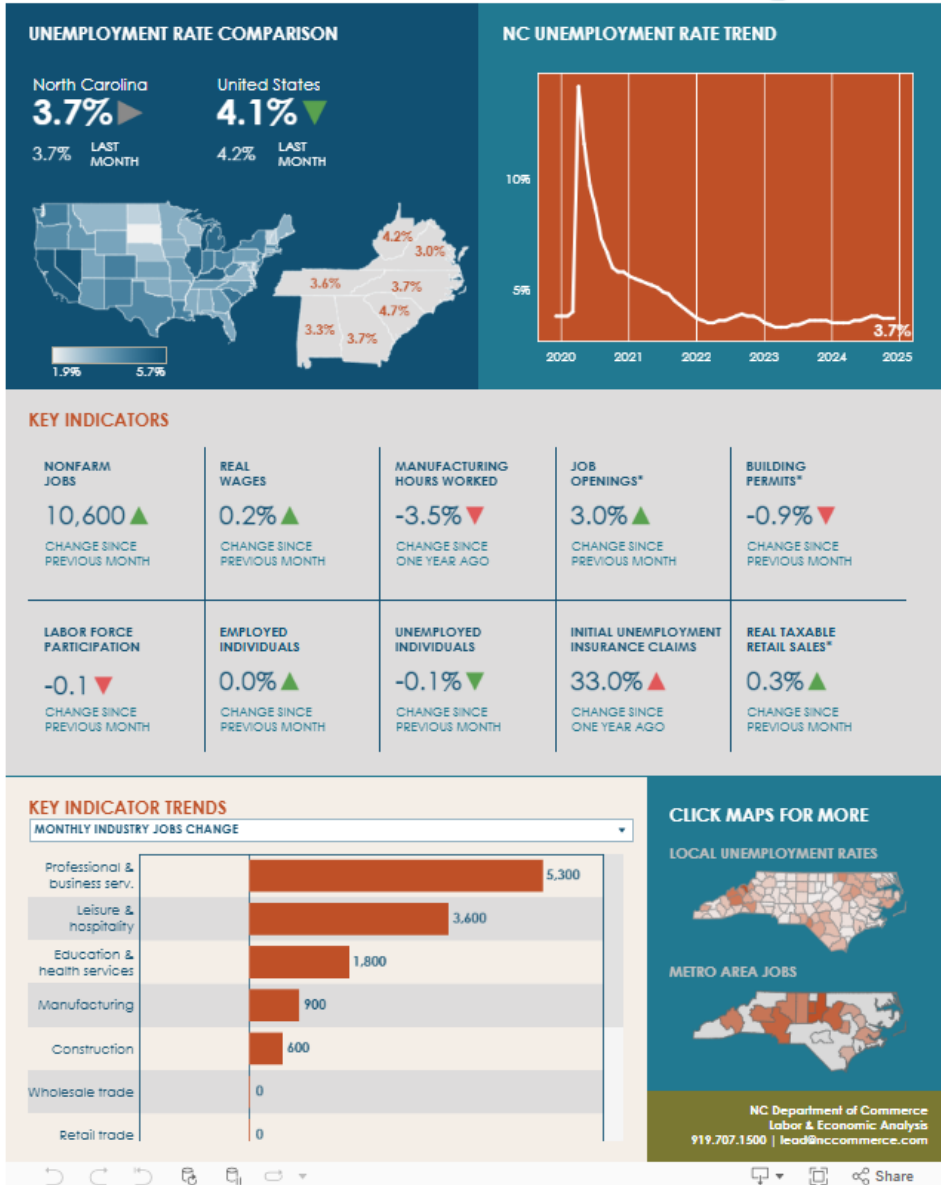 UNEMPLOYMENT RATE COMPARISON
North Carolina
3.7%
3.7% LAST MONTH
United States
4.1%
4.2% LAST MONTH
4.2%
3.0%
3.6%
3.7%
4.7%
3.3%
3.7%
1.9% 5.7%
NC UNEMPLOYMENT RATE TREND
10%
5%
3.7%
2020 2021 2022 2023 2024 2025
KEY INDICATORS
NONFARM
JOBS
10,600
CHANGE SINCE
PREVIOUS MONTH
REAL
WAGES
0.2%
CHANGE SINCE
PREVIOUS MONTH
MANUFACTURING
HOURS WORKED
-3.5%
CHANGE SINCE
ONE YEAR AGO
JOB
OPENINGS*
3.0%
CHANGE SINCE
PREVIOUS MONTH
BUILDING
PERMITS*
-0.9%
CHANGE SINCE
PREVIOUS MONTH
LABOR FORCE
PARTICIPATION
-0.1
CHANGE SINCE
PREVIOUS MONTH
EMPLOYED
INDIVIDUALS
0.0%
CHANGE SINCE
PREVIOUS MONTH
UNEMPLOYED
INDIVIDUALS
-0.1%
CHANGE SINCE
PREVIOUS MONTH
INITIAL UNEMPLOYMENT
INSURANCE CLAIMS
33.0%
CHANGE SINCE
ONE YEAR AGO
REAL TAXABLE
RETAIL SALES*
0.3%
CHANGE SINCE
PREVIOUS MONTH
KEY INDICATOR TRENDS
MONTHLY INDUSTRY JOBS CHANGE
Professional &
business serv.
5,300
Leisure &
hospitality
3,600
Education &
health services
1,800
Manufacturing
900
Construction
600
Wholesale trade
0
Retail trade
0
CLICK MAPS FOR MORE
LOCAL UNEMPLOYMENT RATES
METRO AREA JOBS
NC Department of Commerce
Labor & Economic Analysis
919.707.1500 | lead@nccommerce.com
Share